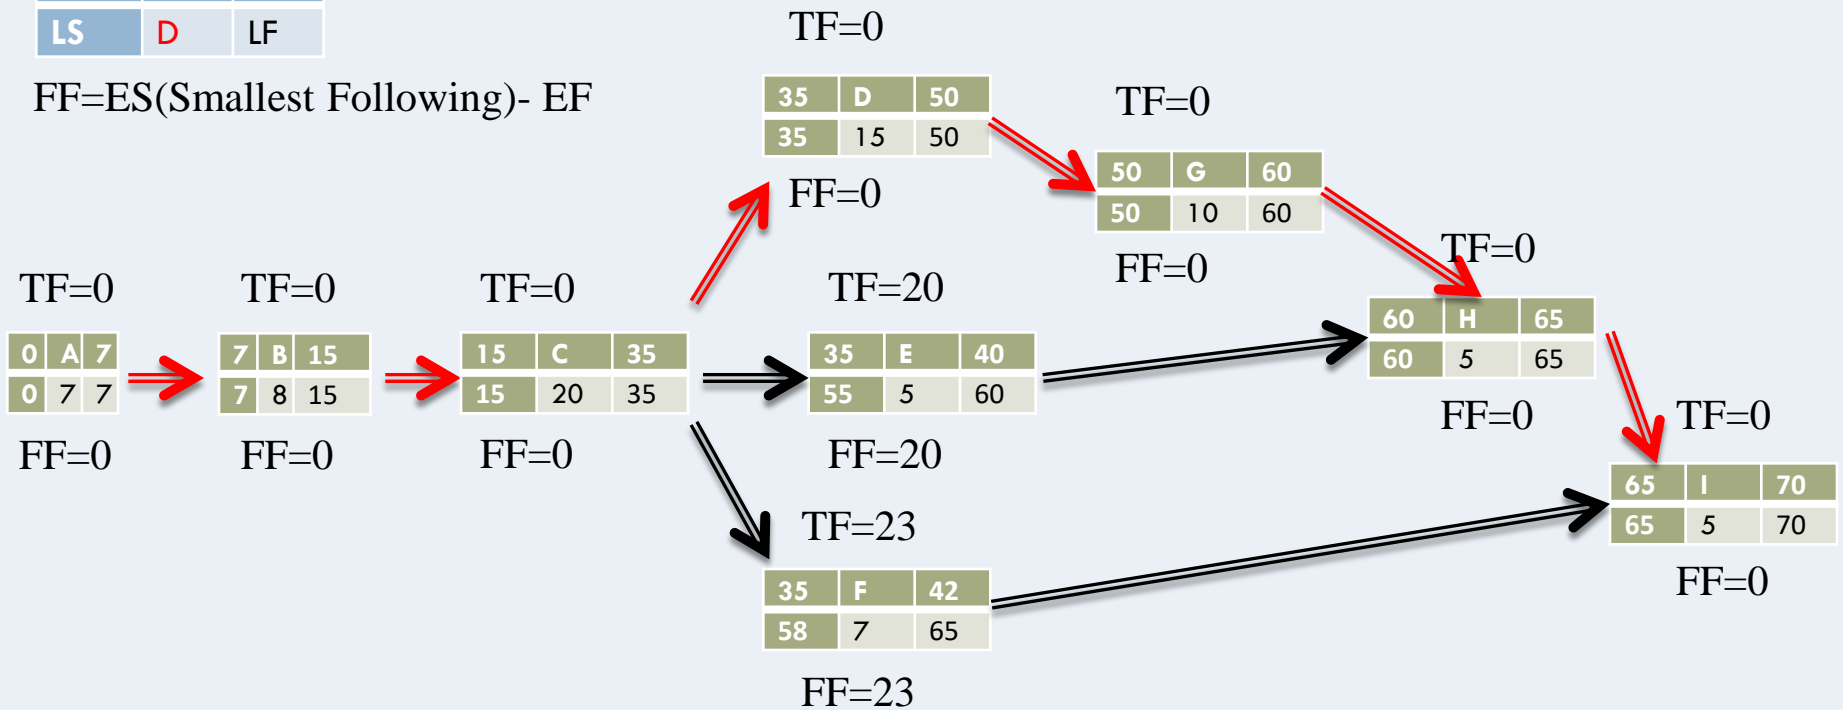 LS D LF
FF=ES(Smallest Following)- EF
TF=0
0 A 7
0 7 7
FF=0
TF=0
7 B 15
7 8 15
FF=0
TF=0
15 C 35
15 20 35
FF=0
TF=0
35 D 50
35 15 50
FF=0
TF=20
35 E 40
55 5 60
FF=20
TF=23
35 F 42
58 7 65
FF=23
TF=0
50 G 60
50 10 60
FF=0
TF=0
60 H 65
60 5 65
FF=0
TF=0
65 I 70
65 5 70
FF=0